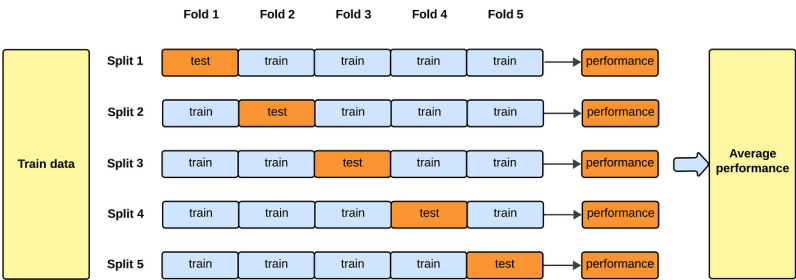 Fold 1 Fold 2 Fold 3 Fold 4 Fold 5
Split 1 test train train train train performance
Split 2 train test train train train performance
Train data
Split 3 train train test train train performance
Average
performance
Split 4 train train train test train performance
Split 5 train train train train test performance